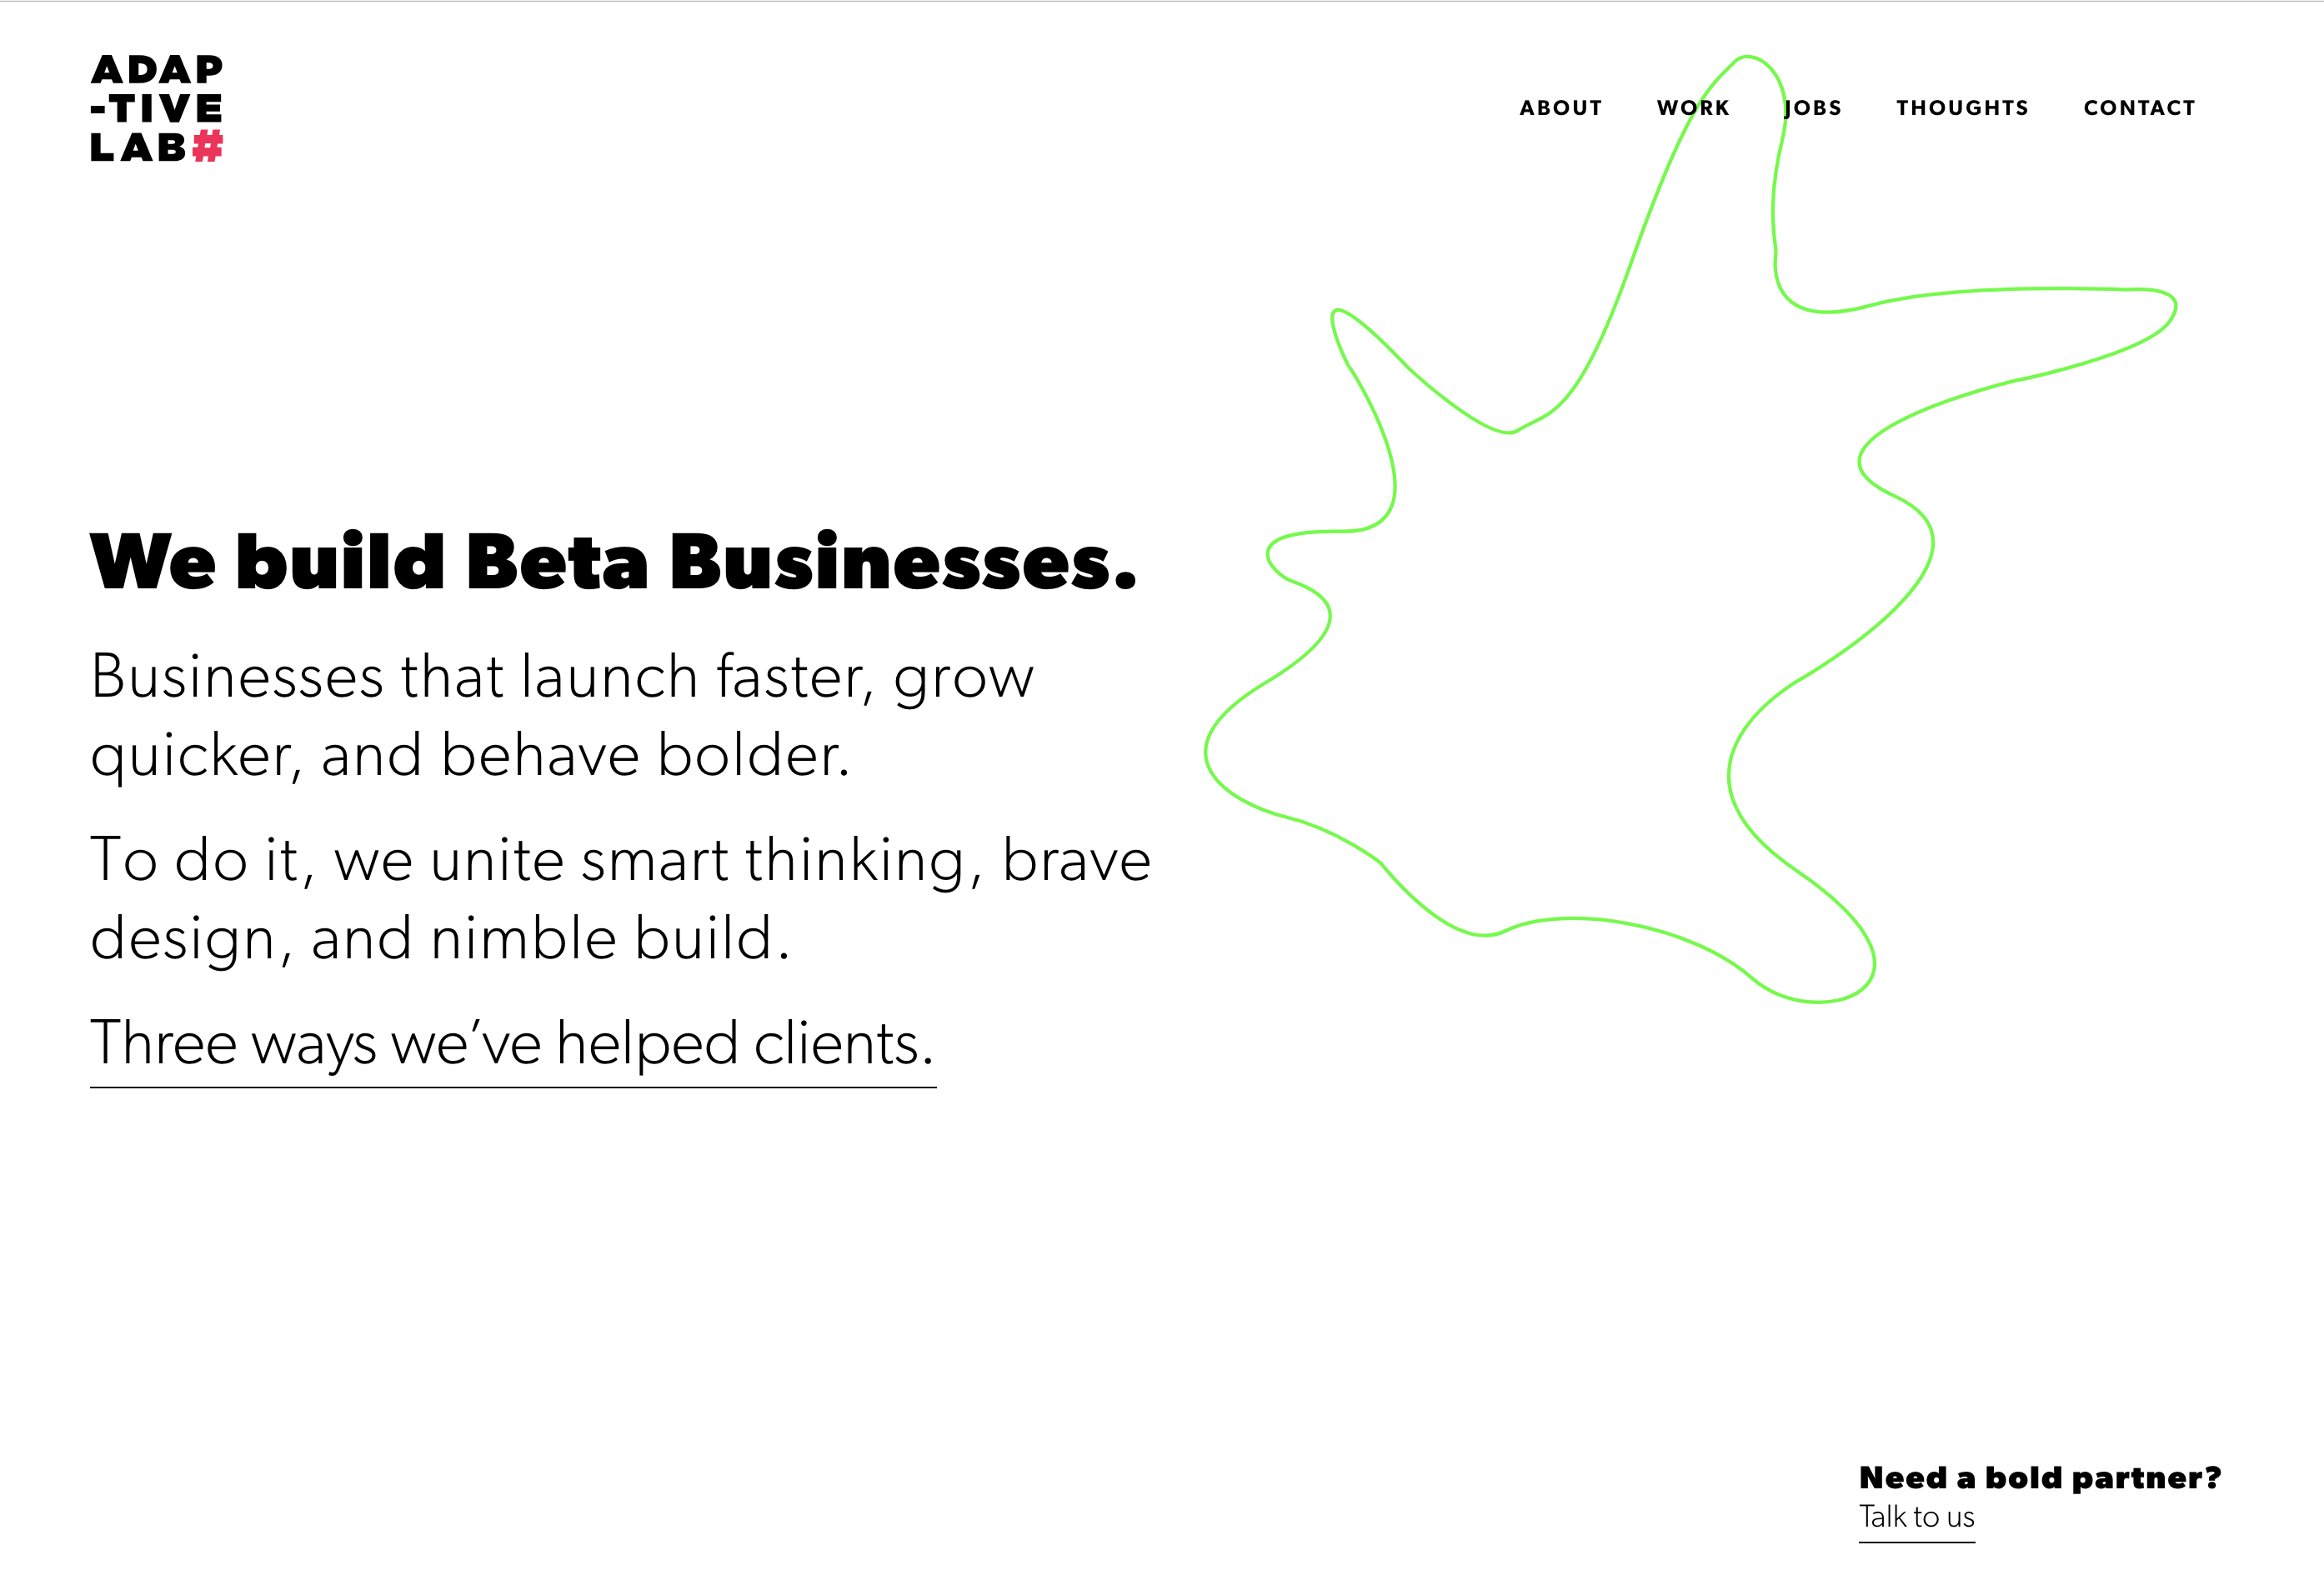 ADAP
-TIVE
LAB#
ABOUT WORK JOBS THOUGHTS CONTACT
We build Beta Businesses.
Businesses that launch faster, grow
quicker, and behave bolder.
To do it, we unite smart thinking, brave
design, and nimble build.
Three ways we’ve helped clients.
Need a bold partner?
Talk to us